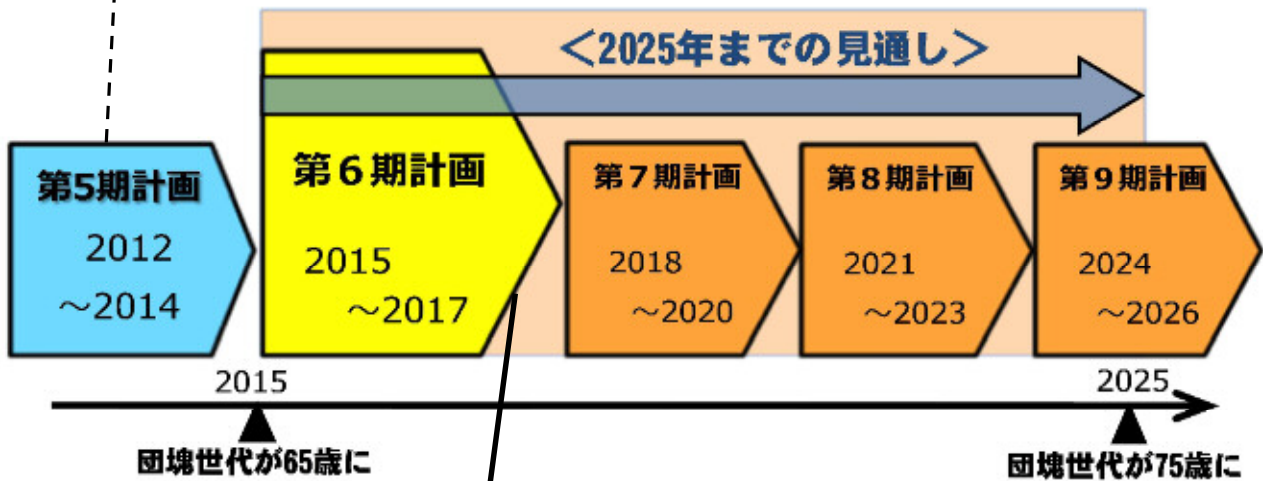 ＜2025年までの見通し＞
第5期計画
2012
～2014
第６期計画
2015
～2017
第７期計画
2018
～2020
第８期計画
2021
～2023
第９期計画
2024
～2026
2015
2025
団塊世代が65歳に
団塊世代が75歳に